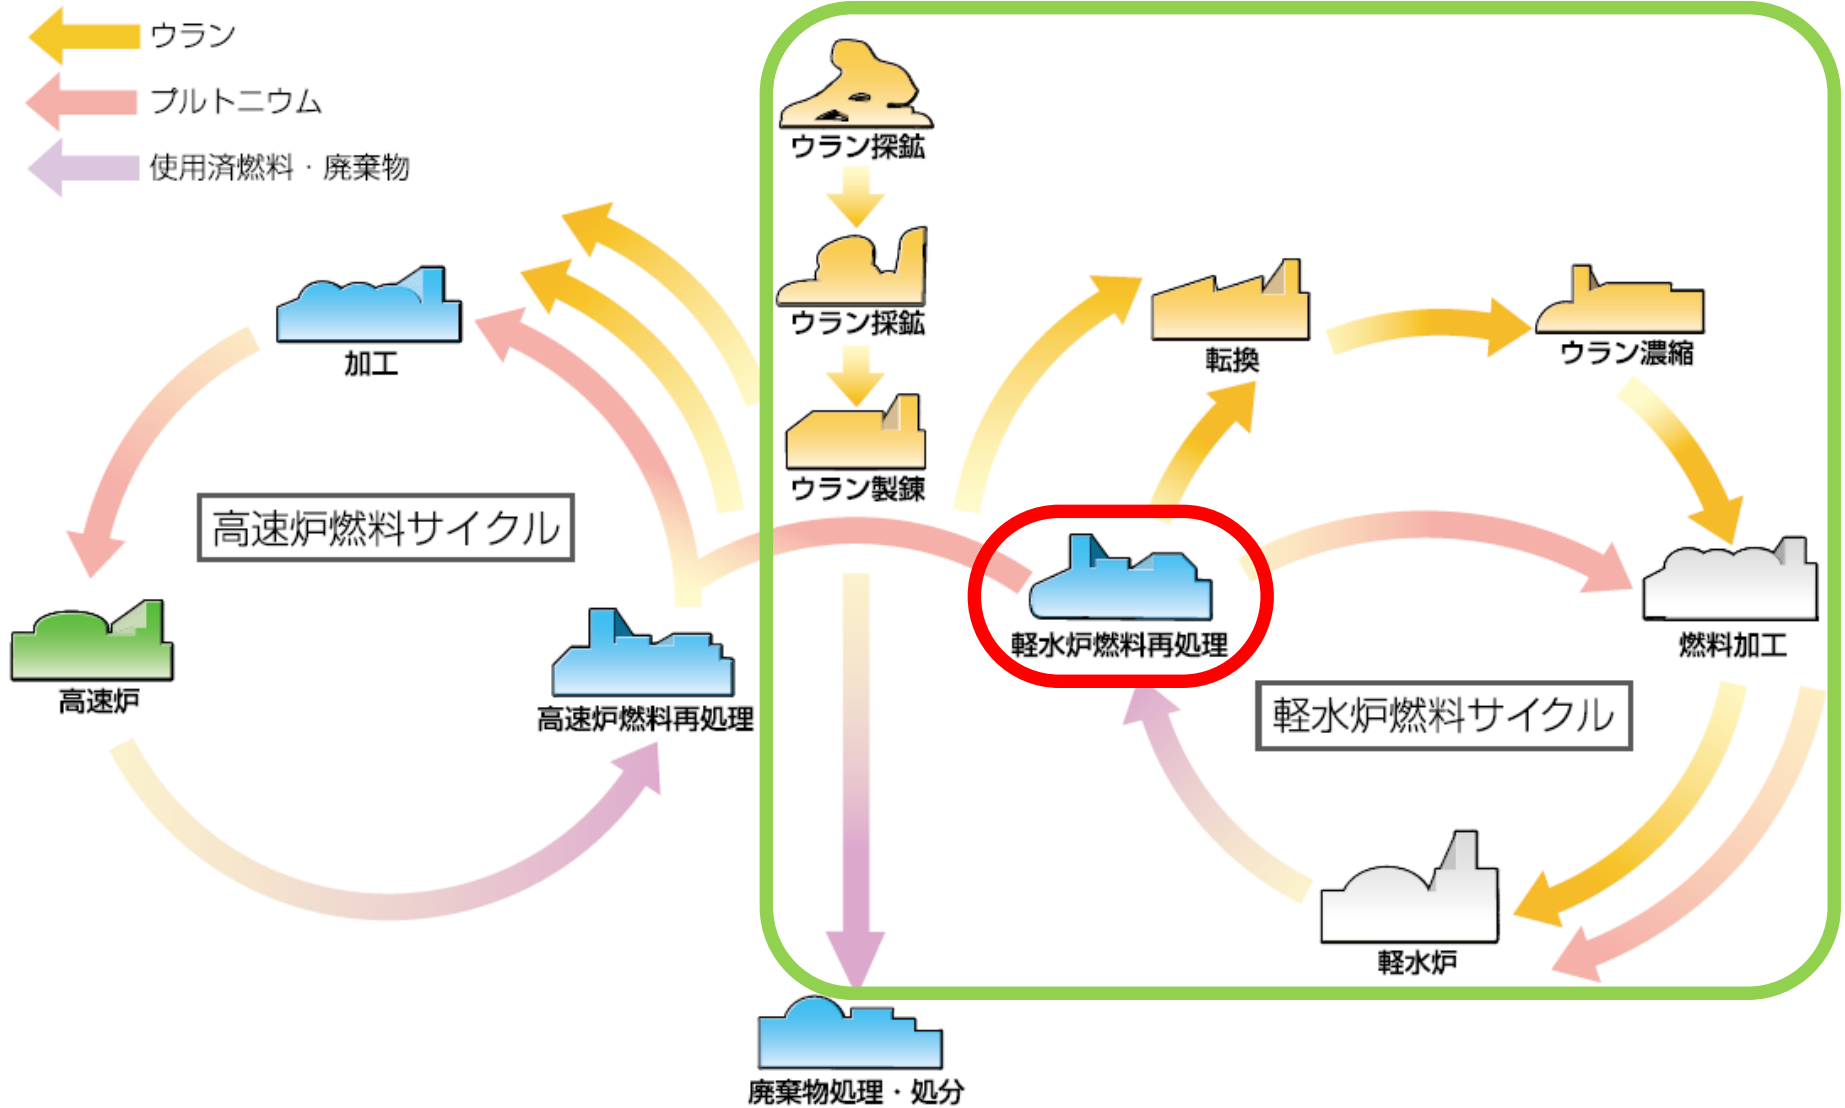 ウラン
プルトニウム
使用済燃料・廃棄物
ウラン探鉱
ウラン探鉱
ウラン製錬
転換
ウラン濃縮
加工
高速炉燃料サイクル
高速炉
高速炉燃料再処理
軽水炉燃料再処理
燃料加工
軽水炉燃料サイクル
軽水炉
廃棄物処理・処分